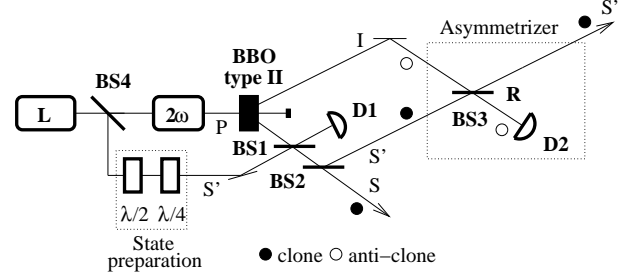 S'
Asymmetrizer
I
BBO
type II
BS4
L
2ω
P
D1
R
BS3
D2
BS1
BS2
S'
S'
S
λ/2 λ/4
State
preparation
clone
anti-clone